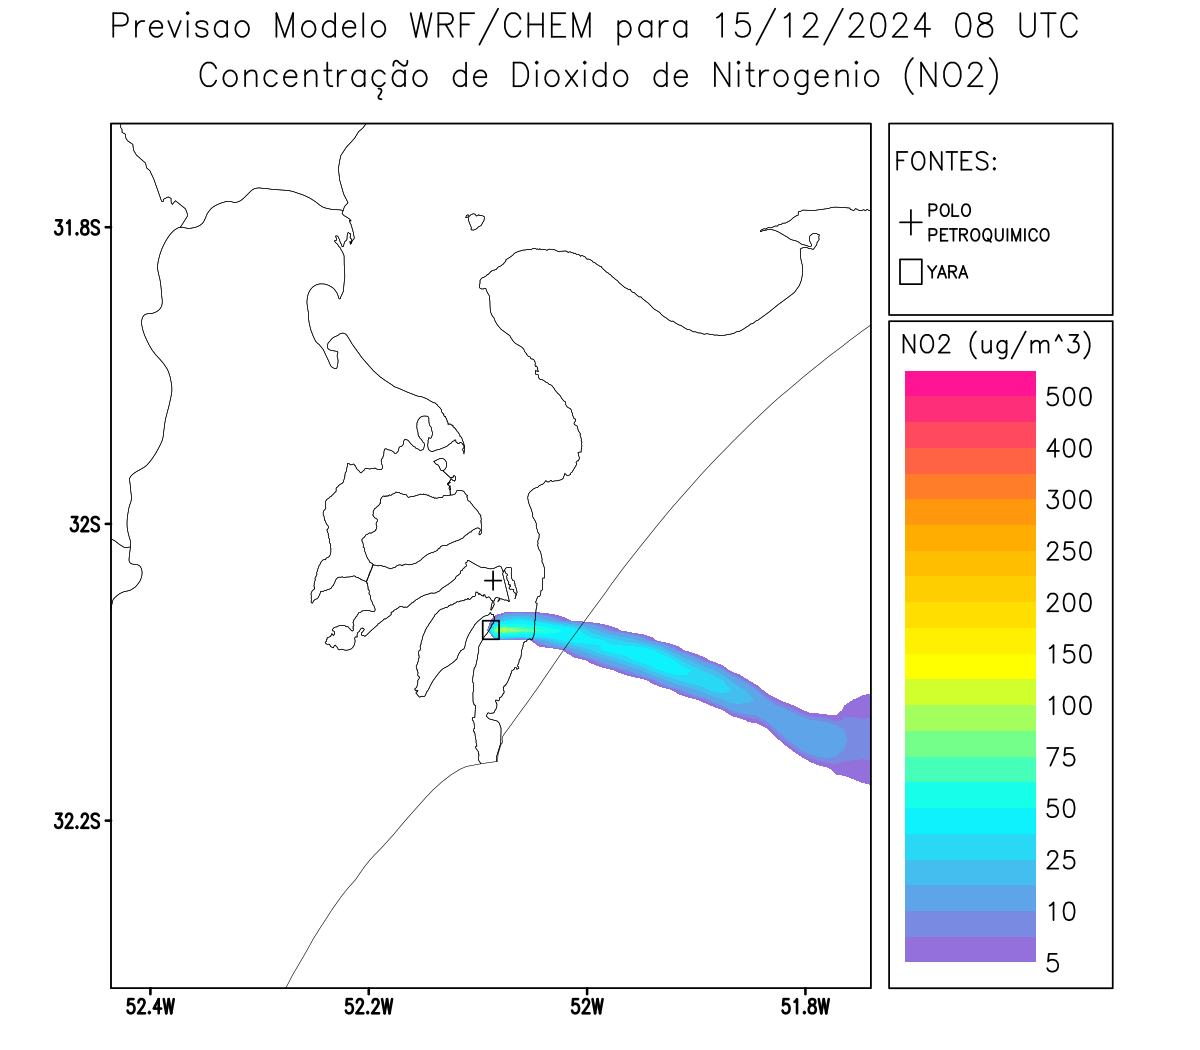 Previsao Modelo WRF/CHEM para 15/12/2024 08 UTC
Concentração de Dioxido de Nitrogenio (NO2)
FONTES:
POLO
PETROQUIMICO
YARA
NO2 (ug/m^3)
500
400
300
250
200
150
100
75
50
25
10
5
31.8S
32S
32.2S
52.4W
52.2W
52W
51.8W